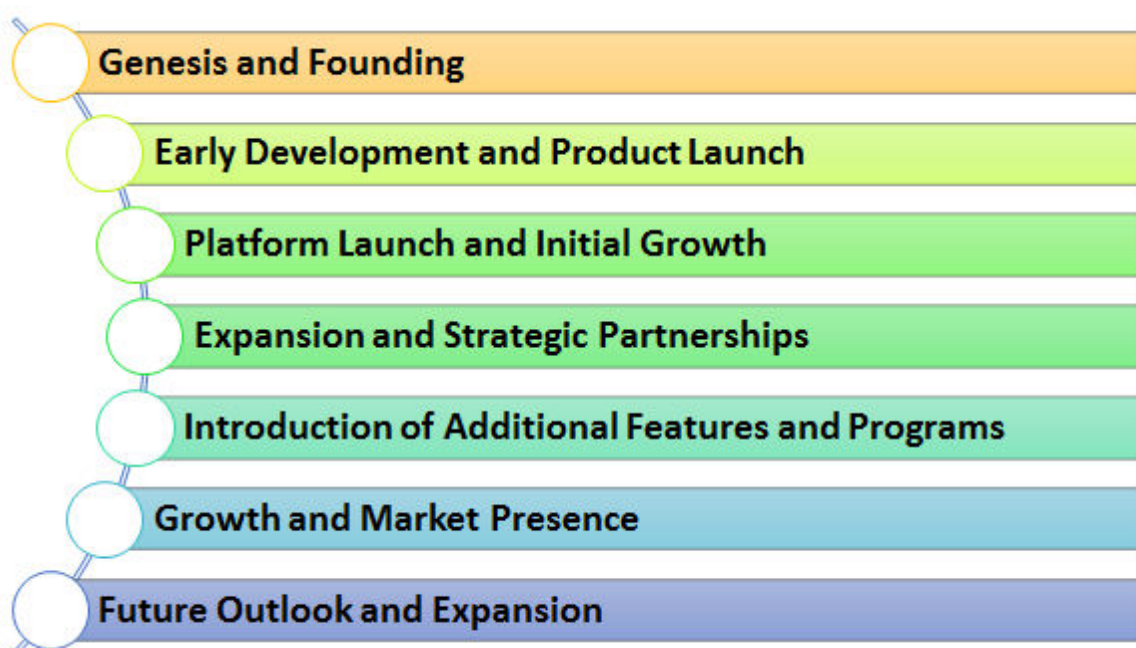 Genesis and Founding
Early Development and Product Launch
Platform Launch and Initial Growth
Expansion and Strategic Partnerships
Introduction of Additional Features and Programs
Growth and Market Presence
Future Outlook and Expansion